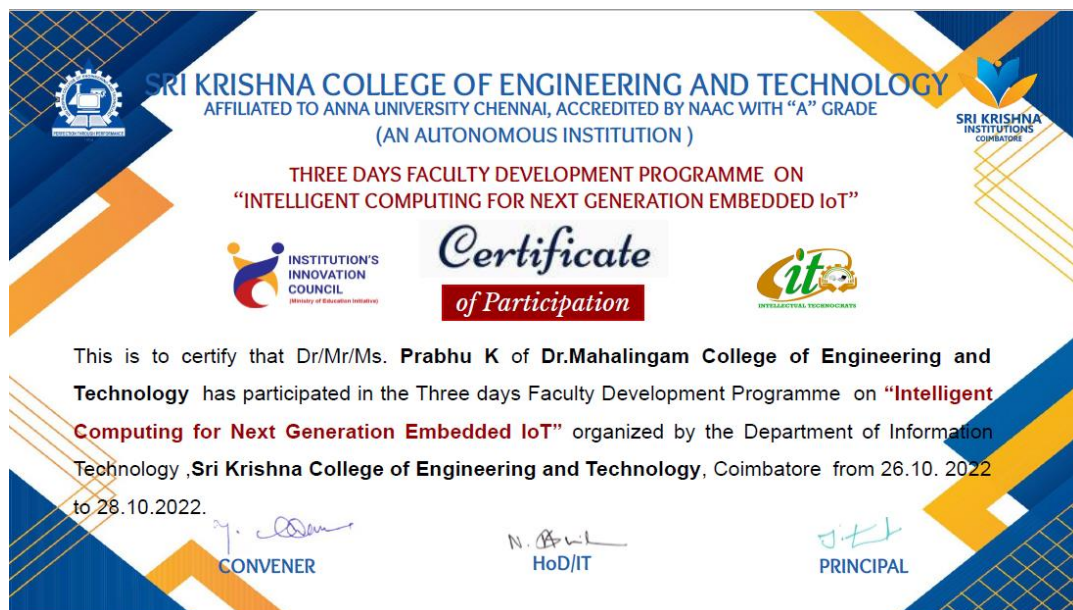 SRI KRISHNA COLLEGE OF ENGINEERING AND TECHNOLOGY
AFFILIATED TO ANNA UNIVERSITY CHENNAI, ACCREDITED BY NAAC WITH “A” GRADE
(AN AUTONOMOUS INSTITUTION )
PERFECTION THROUGH PERFORMANCE
SRI KRISHNA
INSTITUTIONS
COIMBATORE
THREE DAYS FACULTY DEVELOPMENT PROGRAMME ON
“INTELLIGENT COMPUTING FOR NEXT GENERATION EMBEDDED IoT”
INSTITUTION'S
INNOVATION
COUNCIL
(Ministry of Education Initiative)
Certificate
of Participation
it
INTELLECTUAL TECHNOCRATS
This is to certify that Dr/Mr/Ms. Prabhu K of Dr.Mahalingam College of Engineering and
Technology has participated in the Three days Faculty Development Programme on “Intelligent
Computing for Next Generation Embedded IoT” organized by the Department of Information
Technology ,Sri Krishna College of Engineering and Technology, Coimbatore from 26.10. 2022
to 28.10.2022.
CONVENER
HoD/IT
PRINCIPAL